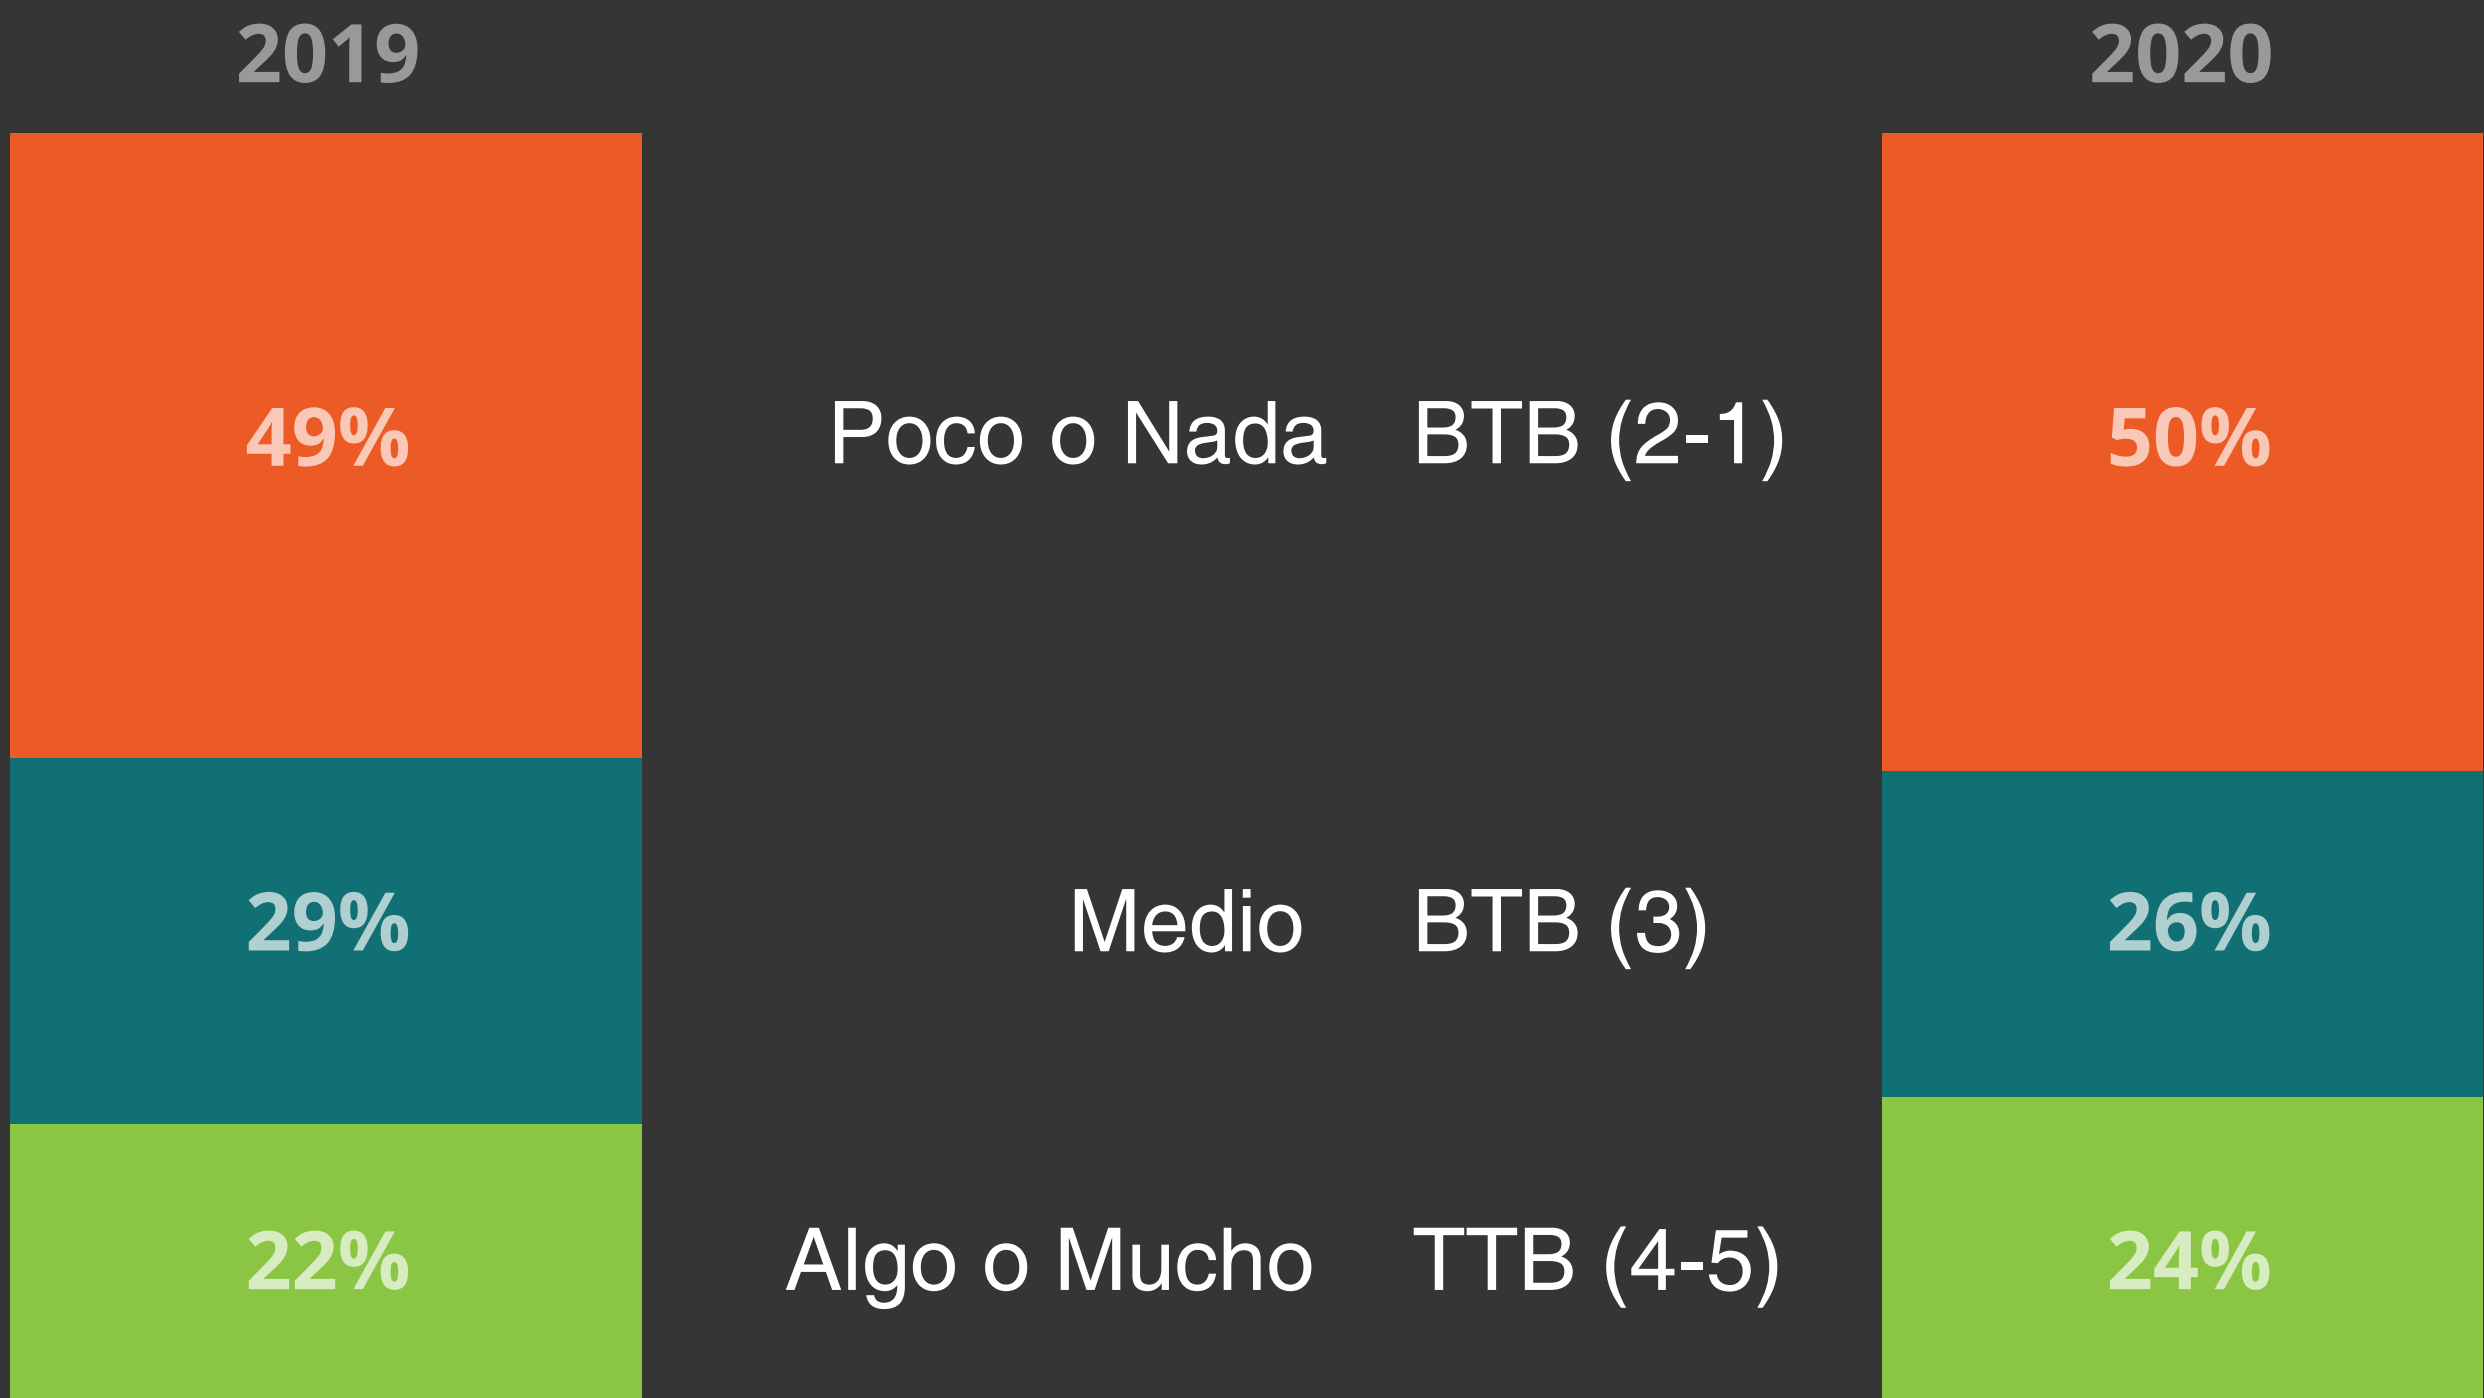 2019 2020
49% Poco o Nada BTB (2-1) 50%
29% Medio BTB (3) 26%
22% Algo o Mucho TTB (4-5) 24%